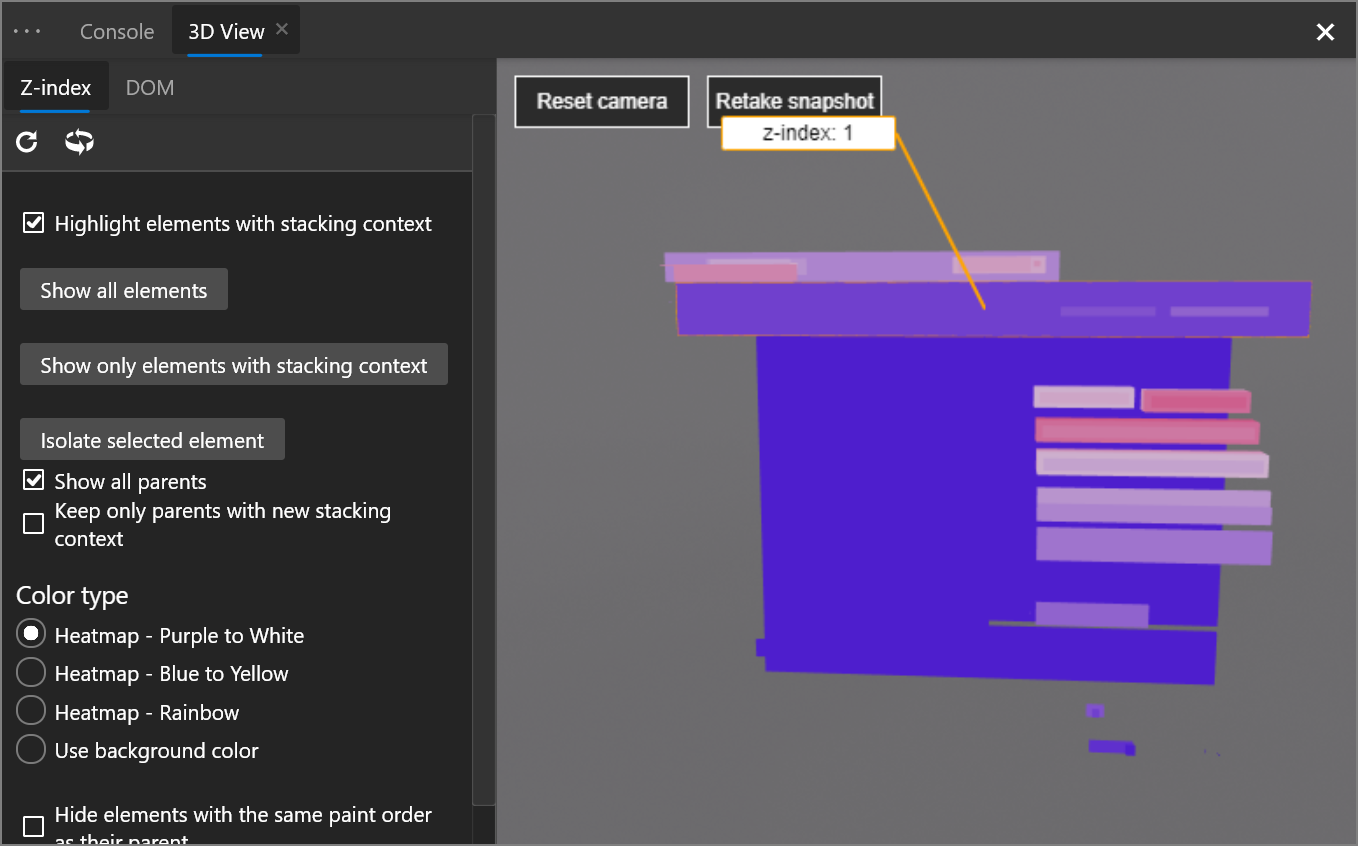 Console
3D View
Z-index
DOM
Reset camera
Retake snapshot
z-index: 1
Highlight elements with stacking context
Show all elements
Show only elements with stacking context
Isolate selected element
Show all parents
Keep only parents with new stacking
context
Color type
Heatmap - Purple to White
Heatmap - Blue to Yellow
Heatmap - Rainbow
Use background color
Hide elements with the same paint order
as their parent